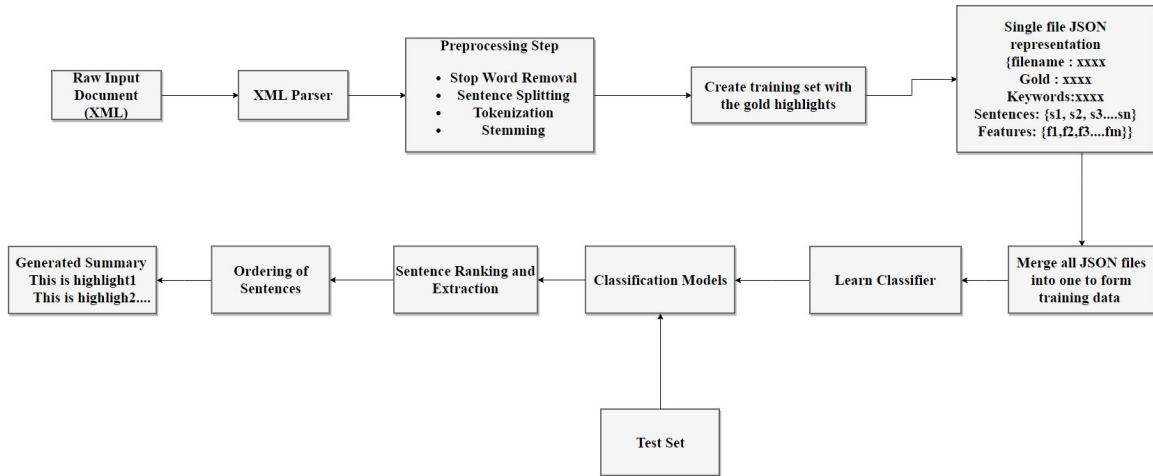 Raw Input
Document
(XML)
XML Parser
Preprocessing Step
• Stop Word Removal
• Sentence Splitting
• Tokenization
• Stemming
Create training set with
the gold highlights
Single file JSON
representation
{filename : xxxx
Gold : xxxx
Keywords:xxxx
Sentences: {s1, s2, s3....sn}
Features: {f1,f2,f3....fm}}
Merge all JSON files
into one to form
training data
Learn Classifier
Classification Models
Sentence Ranking and
Extraction
Ordering of
Sentences
Generated Summary
This is highlight1
This is highligh2....
Test Set